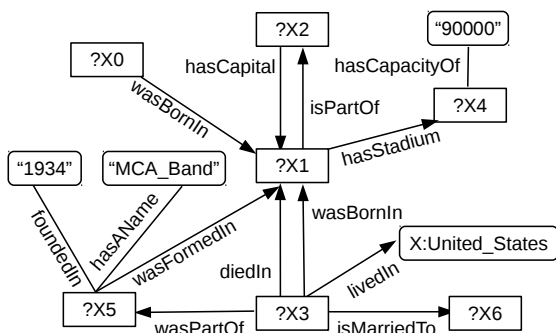 ?X2
“90000”
?X0
hasCapital
hasCapacityOf
wasBornIn
isPartOf
?X4
“1934”
“MCA_Band”
?X1
hasStadium
foundedIn
hasAName
wasFormedIn
wasBornIn
diedIn
livedIn
X:United_States
?X5
?X3
?X6
wasPartOf
isMarriedTo